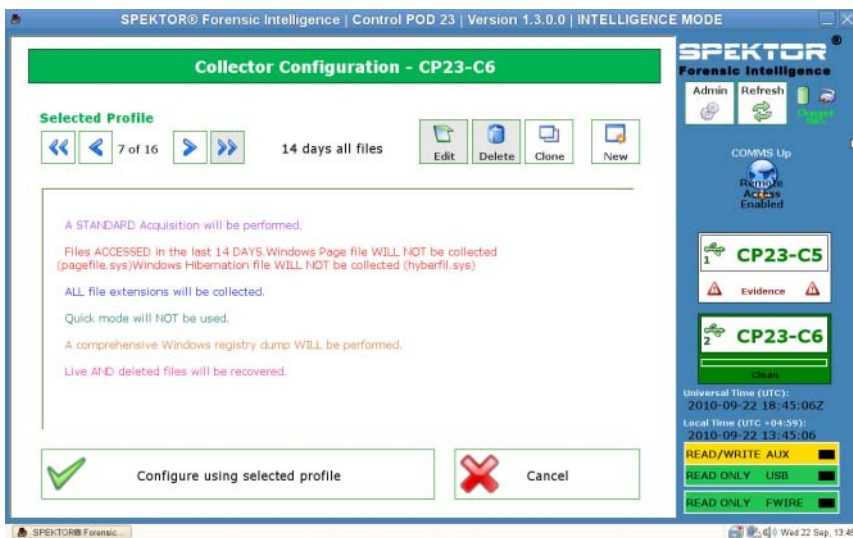 SPEKTOR® Forensic Intelligence | Control POD 23 | Version 1.3.0.0 | INTELLIGENCE MODE
Collector Configuration - CP23-C6
Selected Profile
7 of 16
14 days all files
Edit
Delete
Clone
New
A STANDARD Acquisition will be performed.
Files ACCESSED in the last 14 DAYS.Windows Page file WILL NOT be collected
(pagefile.sys)Windows Hibernation file WILL NOT be collected (hyberfil.sys)
ALL file extensions will be collected.
Quick mode will NOT be used.
A comprehensive Windows registry dump WILL be performed.
Live AND deleted files will be recovered.
Configure using selected profile
Cancel
SPEKTOR®
Forensic Intelligence
Admin
Refresh
COMMS Up
Remote
Access
Enabled
1
CP23-C5
Evidence
2
CP23-C6
Clean
Universal Time (UTC):
2010-09-22 18:45:06Z
Local Time (UTC +04:59):
2010-09-22 13:45:06
READ/WRITE AUX
READ ONLY USB
READ ONLY FWIRE
SPEKTOR® Forensic...
Wed 22 Sep, 13:45